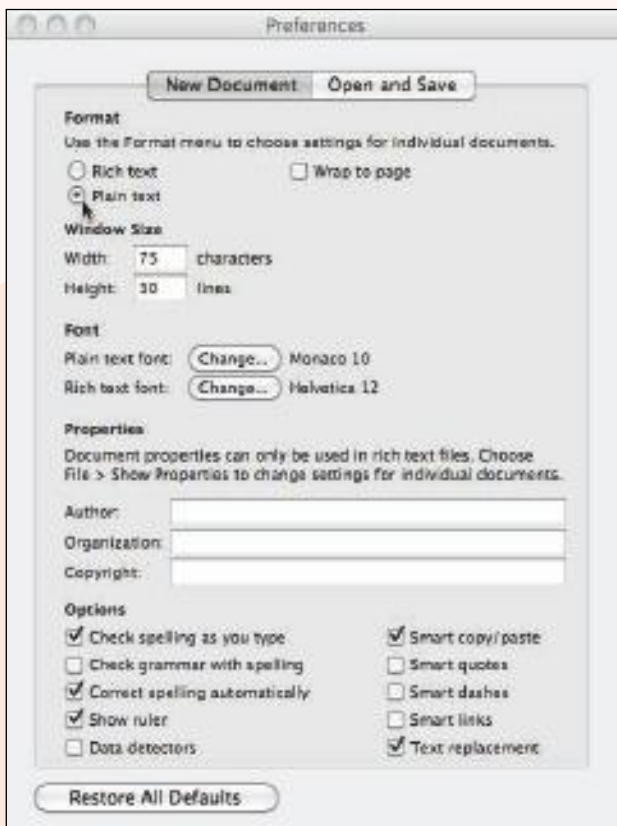 Preferences
New Document Open and Save
Format
Use the Format menu to choose settings for individual documents.
Rich text Wrap to page
Plain text
Window Size
Width: 75 characters
Height: 30 lines
Font
Plain text font: Change... Monaco 10
Rich text font: Change... Helvetica 12
Properties
Document properties can only be used in rich text files. Choose
File > Show Properties to change settings for individual documents.
Author:
Organization:
Copyright:
Options
Check spelling as you type Smart copy/paste
Check grammar with spelling Smart quotes
Correct spelling automatically Smart dashes
Show ruler Smart links
Data detectors Text replacement
Restore All Defaults